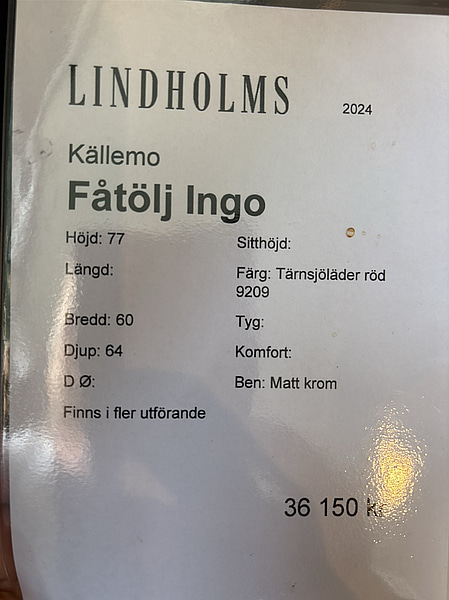 LINDHOLMS
2024
Källemo
Fåtölj Ingo
Höjd: 77
Sitthöjd:
Längd:
Färg: Tärnsjöläder röd
9209
Bredd: 60
Tyg:
Djup: 64
Komfort:
D Ø:
Ben: Matt krom
Finns i fler utförande
36 150 kr